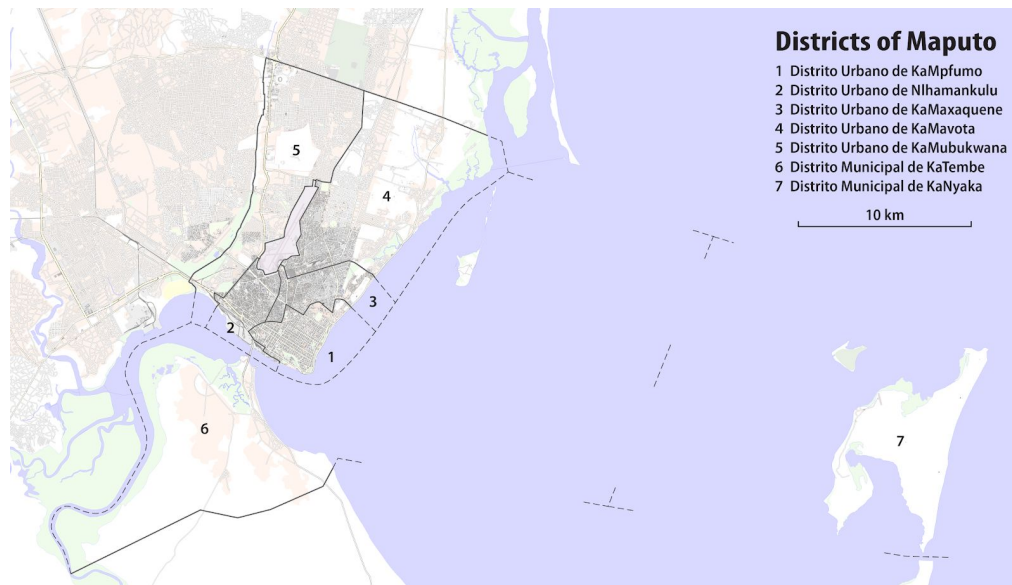 Districts of Maputo
1 Distrito Urbano de KaMpfumo
2 Distrito Urbano de Nlhamankulu
3 Distrito Urbano de KaMaxaquene
4 Distrito Urbano de KaMavota
5 Distrito Urbano de KaMubukwana
6 Distrito Municipal de KaTembe
7 Distrito Municipal de KaNyaka
10 km
5
4
3
2
1
6
7